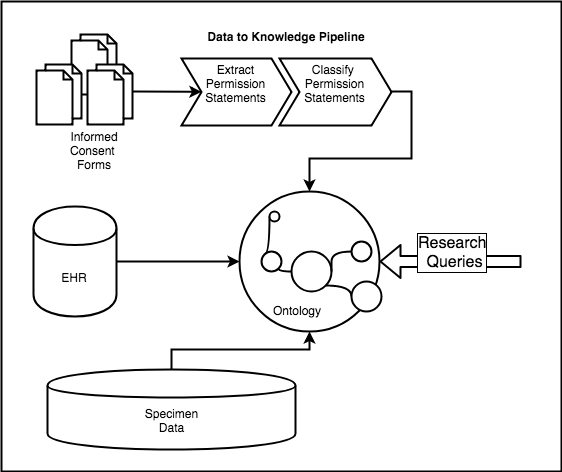 Data to Knowledge Pipeline
Extract
Permission
Statements
Classify
Permission
Statements
Informed
Consent
Forms
EHR
Ontology
Research
Queries
Specimen
Data